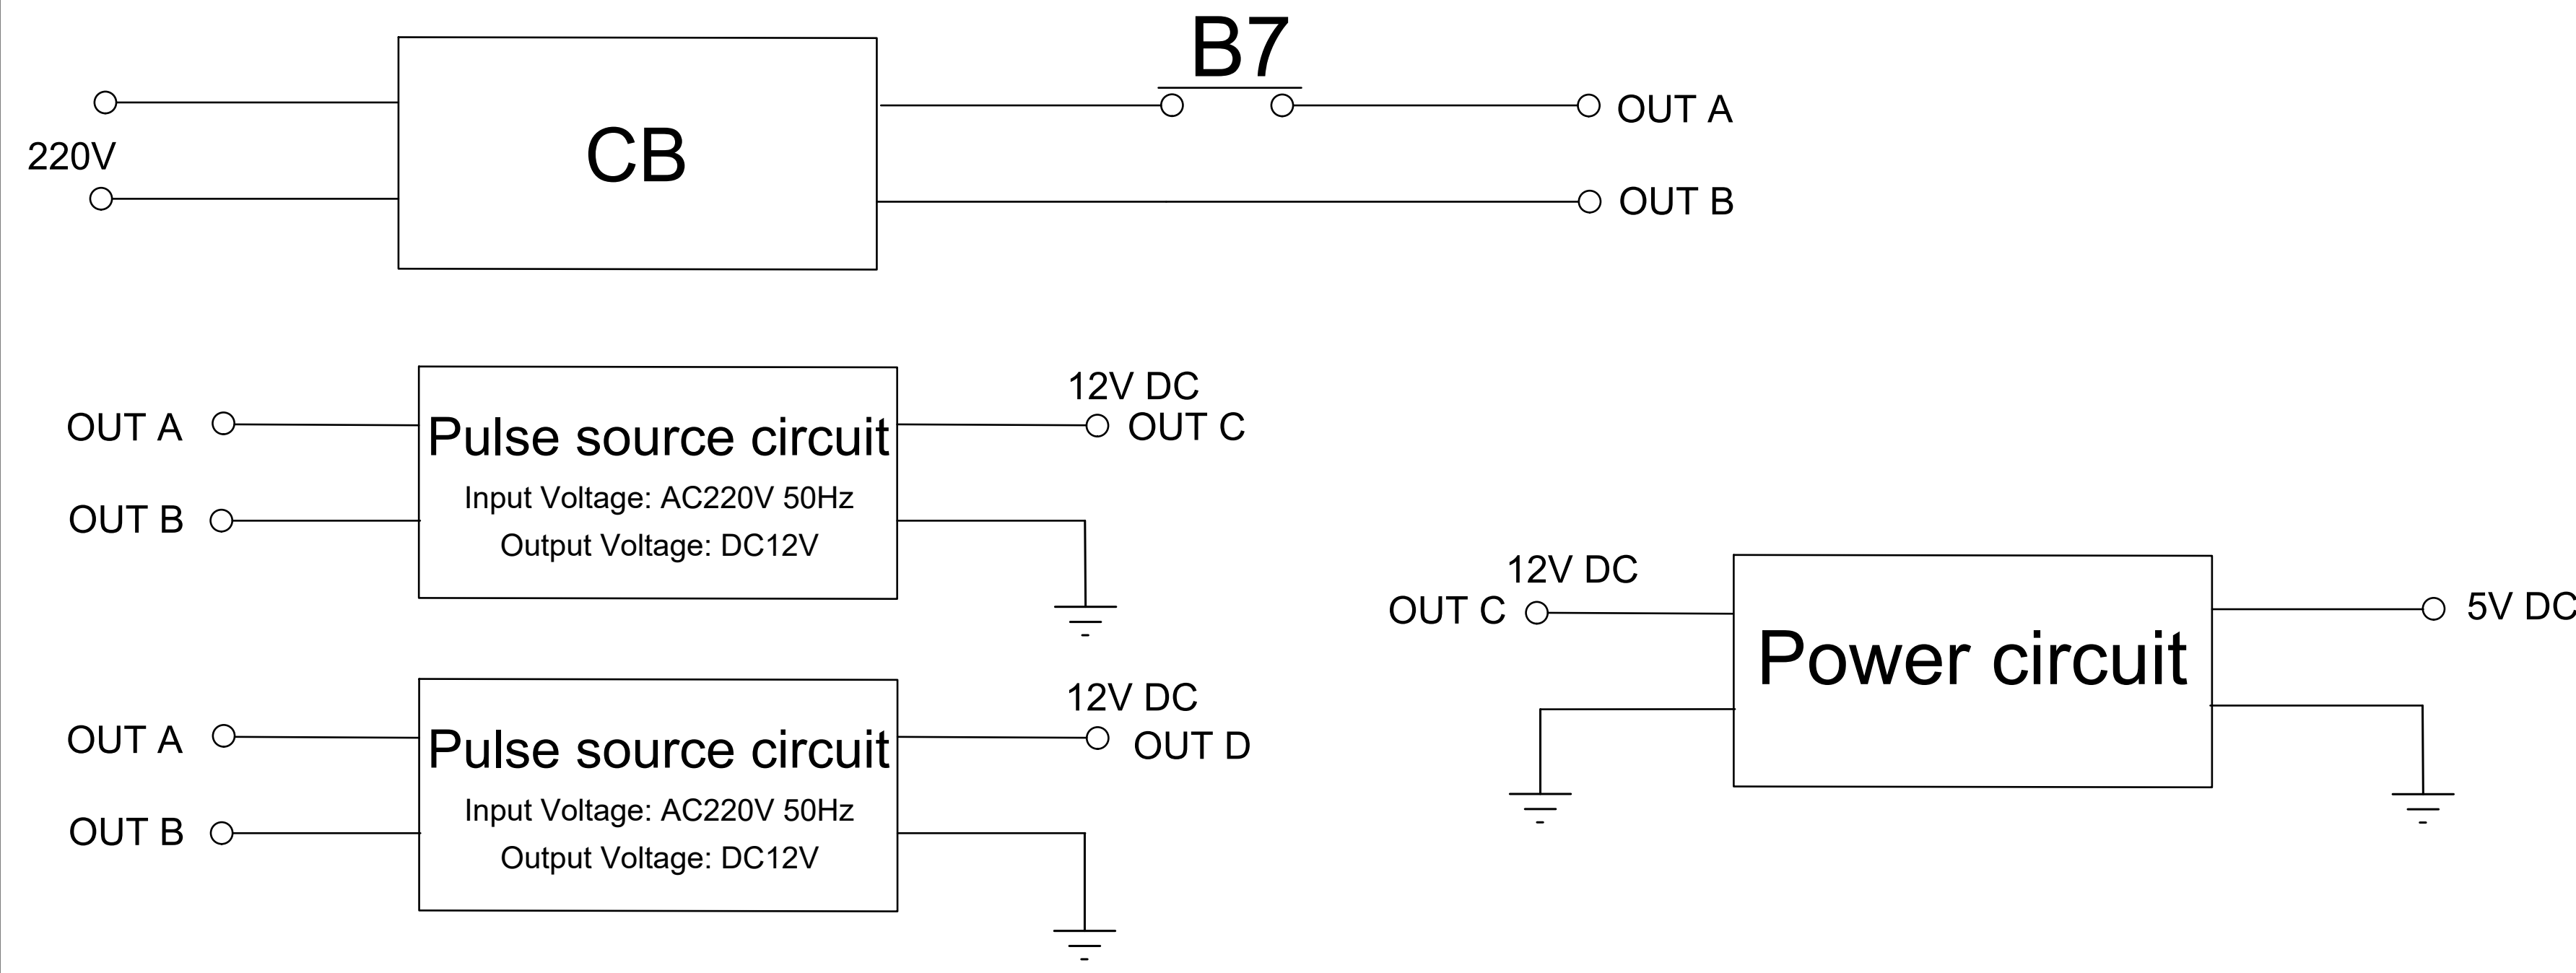 B7
220V
CB
OUT A
OUT B
12V DC
OUT A
Pulse source circuit
OUT C
Input Voltage: AC220V 50Hz
OUT B
Output Voltage: DC12V
12V DC
OUT C
5V DC
Power circuit
12V DC
OUT A
Pulse source circuit
OUT D
Input Voltage: AC220V 50Hz
OUT B
Output Voltage: DC12V